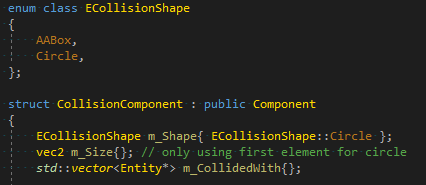 enum class ECollisionShape
{
    AABox,
    Circle,
};
struct CollisionComponent : public Component
{
    ECollisionShape m_Shape{ ECollisionShape::Circle };
    vec2 m_Size{}; // only using first element for circle
    std::vector<Entity*> m_CollidedWith{};